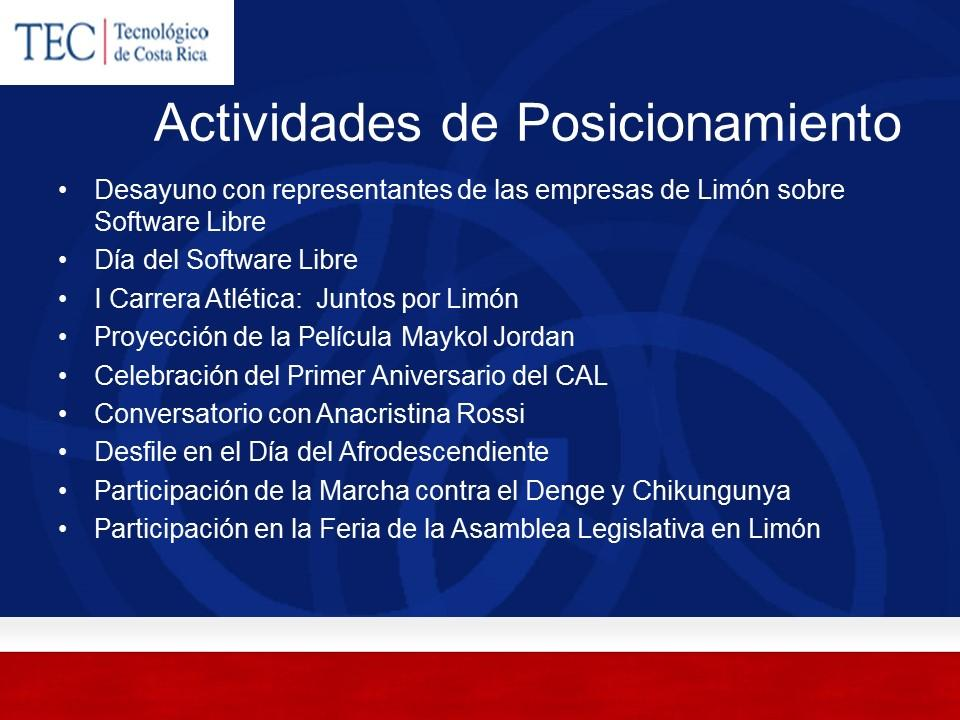 TEC
Tecnológico
de Costa Rica
Actividades de Posicionamiento
• Desayuno con representantes de las empresas de Limón sobre
Software Libre
• Día del Software Libre
• I Carrera Atlética: Juntos por Limón
• Proyección de la Película Maykol Jordan
• Celebración del Primer Aniversario del CAL
• Conversatorio con Anacristina Rossi
• Desfile en el Día del Afrodescendiente
• Participación de la Marcha contra el Denge y Chikungunya
• Participación en la Feria de la Asamblea Legislativa en Limón